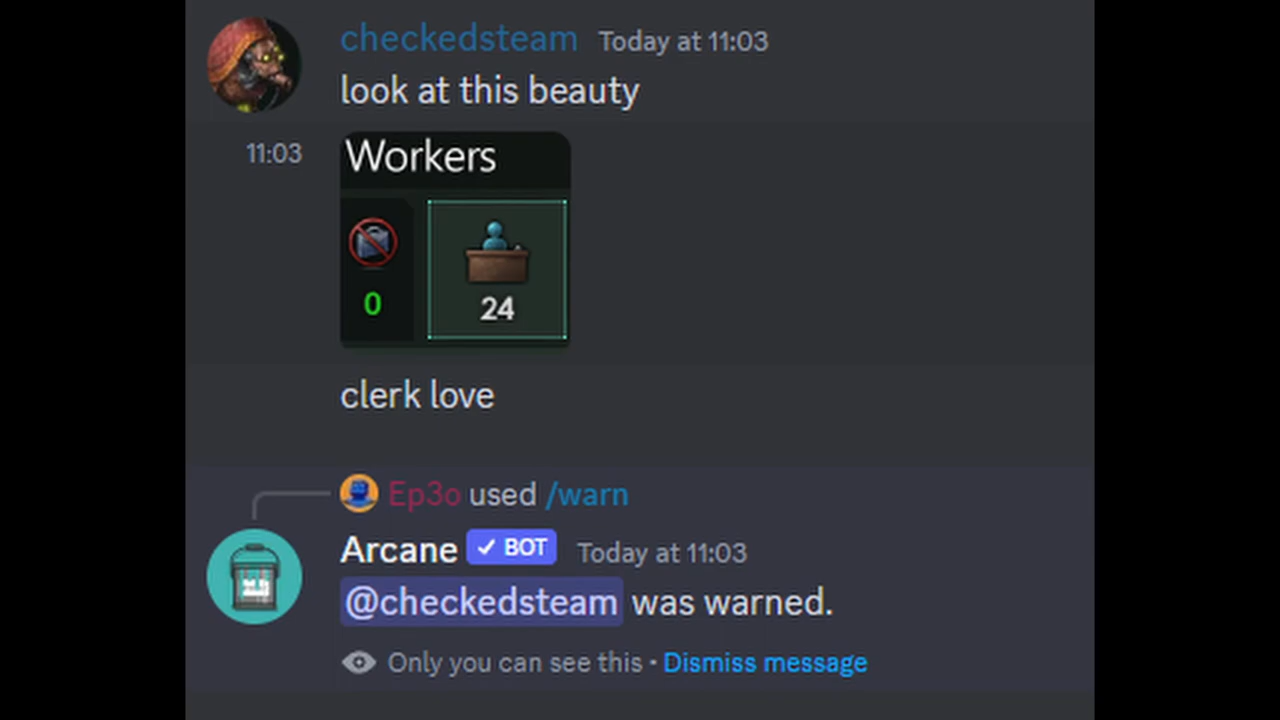 checkedsteam Today at 11:03
look at this beauty
11:03
Workers
0 24
clerk love
Ep3o used /warn
Arcane ✓ BOT Today at 11:03
@checkedsteam was warned.
Only you can see this • Dismiss message